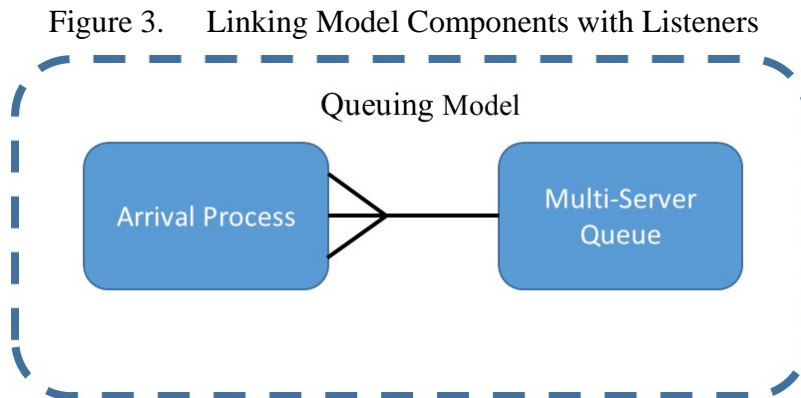 Figure 3. Linking Model Components with Listeners
Queuing Model
Arrival Process
Multi-Server
Queue